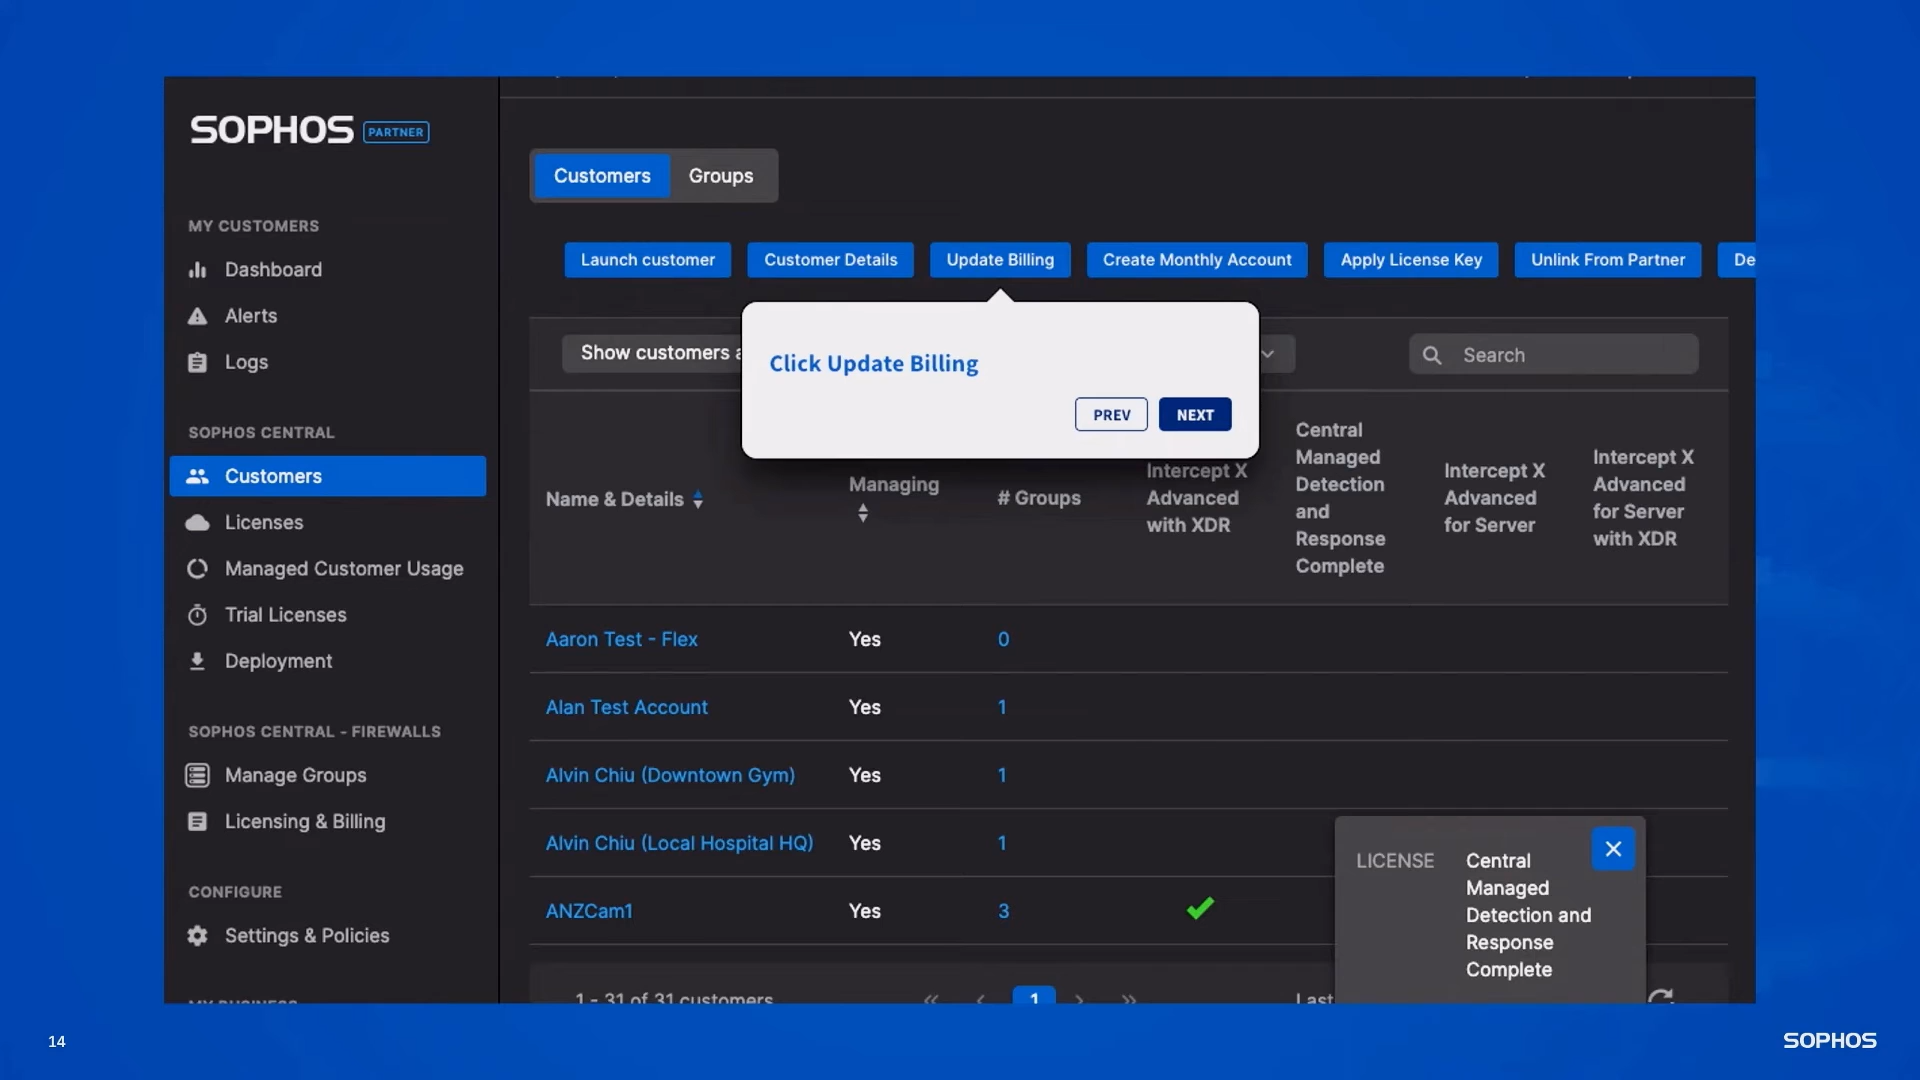 SOPHOS PARTNER
MY CUSTOMERS
Dashboard
Alerts
Logs
SOPHOS CENTRAL
Customers
Licenses
Managed Customer Usage
Trial Licenses
Deployment
SOPHOS CENTRAL - FIREWALLS
Manage Groups
Licensing & Billing
CONFIGURE
Settings & Policies
MY BUSINESS
Customers Groups
Launch customer Customer Details Update Billing Create Monthly Account Apply License Key Unlink From Partner De
Show customers a
Search
Click Update Billing
PREV NEXT
Name & Details
Managing
# Groups
Intercept X
Advanced
with XDR
Central
Managed
Detection
and
Response
Complete
Intercept X
Advanced
for Server
Intercept X
Advanced
for Server
with XDR
Aaron Test - Flex Yes 0
Alan Test Account Yes 1
Alvin Chiu (Downtown Gym) Yes 1
Alvin Chiu (Local Hospital HQ) Yes 1
ANZCam1 Yes 3
1 - 31 of 31 customers « ‹ 1 › » Last
LICENSE
Central
Managed
Detection and
Response
Complete
14
SOPHOS